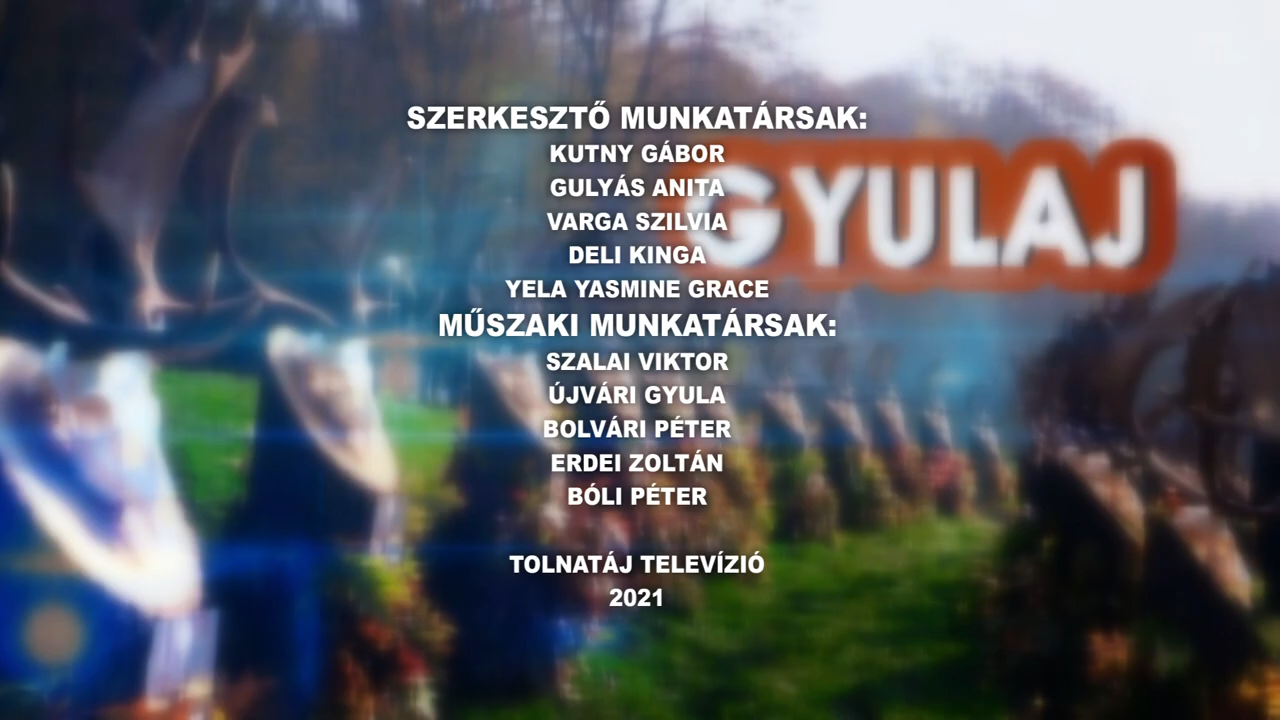 SZERKESZTŐ MUNKATÁRSAK:
KUTNY GÁBOR
GULYÁS ANITA
VARGA SZILVIA
DELI KINGA
YELA YASMINE GRACE
GYULAJ
MŰSZAKI MUNKATÁRSAK:
SZALAI VIKTOR
ÚJVÁRI GYULA
BOLVÁRI PÉTER
ERDEI ZOLTÁN
BÓLI PÉTER
TOLNATÁJ TELEVÍZIÓ
2021